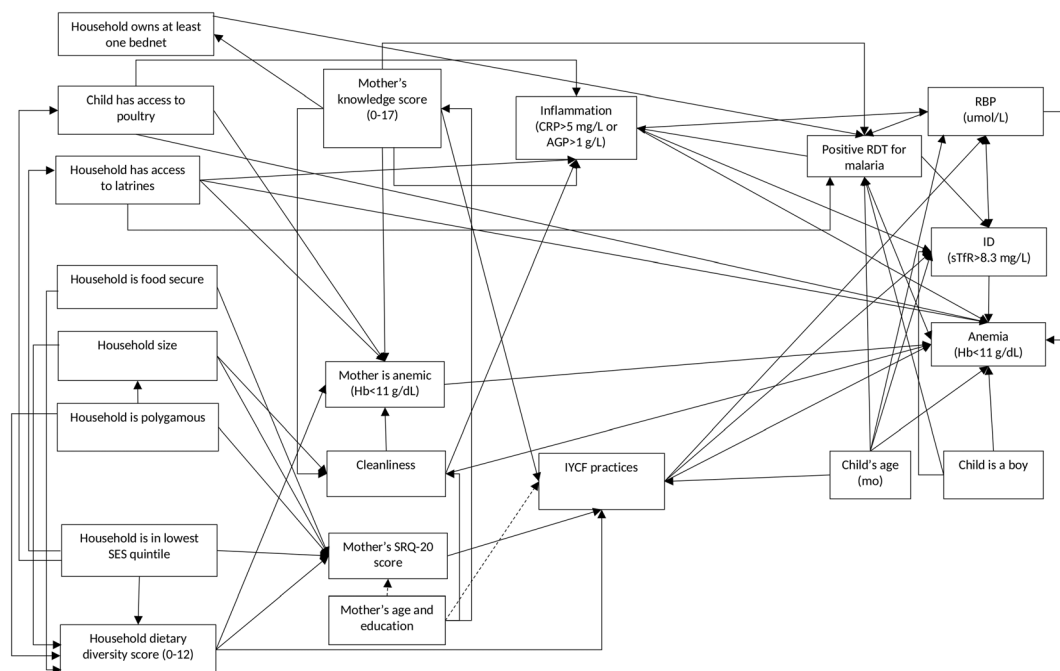 Household owns at least
one bednet
Child has access to
poultry
Household has access
to latrines
Household is food secure
Household size
Household is polygamous
Household is in lowest
SES quintile
Household dietary
diversity score (0-12)
Mother's
knowledge score
(0-17)
Mother is anemic
(Hb<11 g/dL)
Cleanliness
Mother's SRQ-20
score
Mother's age and
education
Inflammation
(CRP>5 mg/L or
AGP>1 g/L)
IYCF practices
Positive RDT for
malaria
RBP
(umol/L)
ID
(sTfR>8.3 mg/L)
Anemia
(Hb<11 g/dL)
Child's age
(mo)
Child is a boy